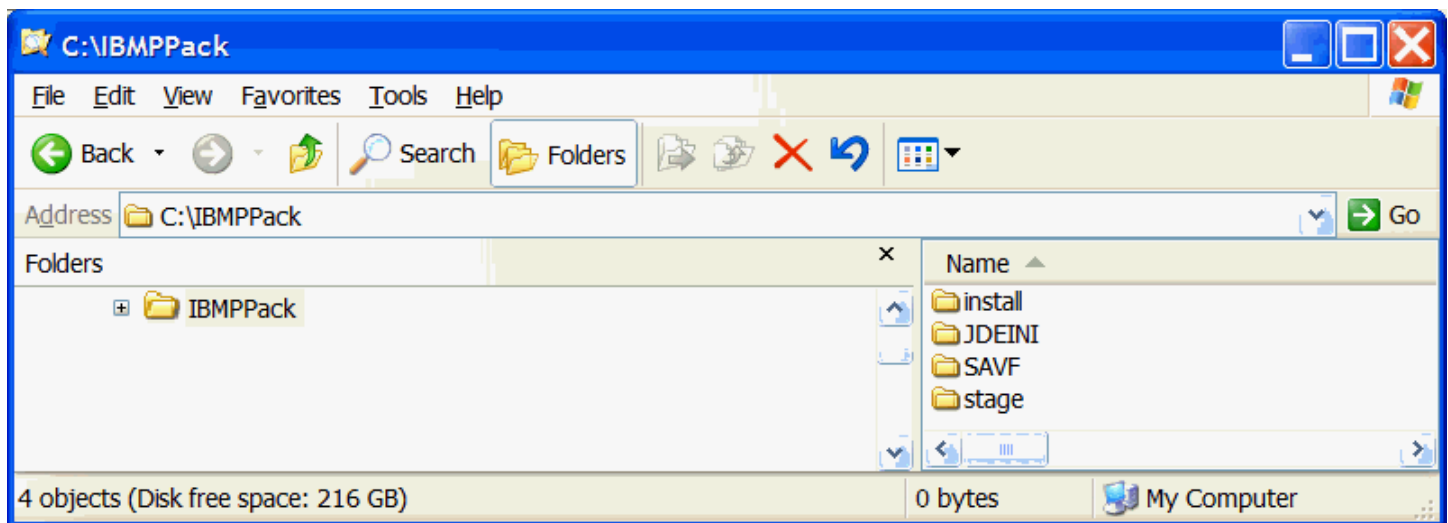 C:\IBMPPack
File Edit View Favorites Tools Help
Back Search Folders
Address C:\IBMPPack Go
Folders × Name
IBMPPack
install
JDEINI
SAVF
stage
4 objects (Disk free space: 216 GB) 0 bytes My Computer